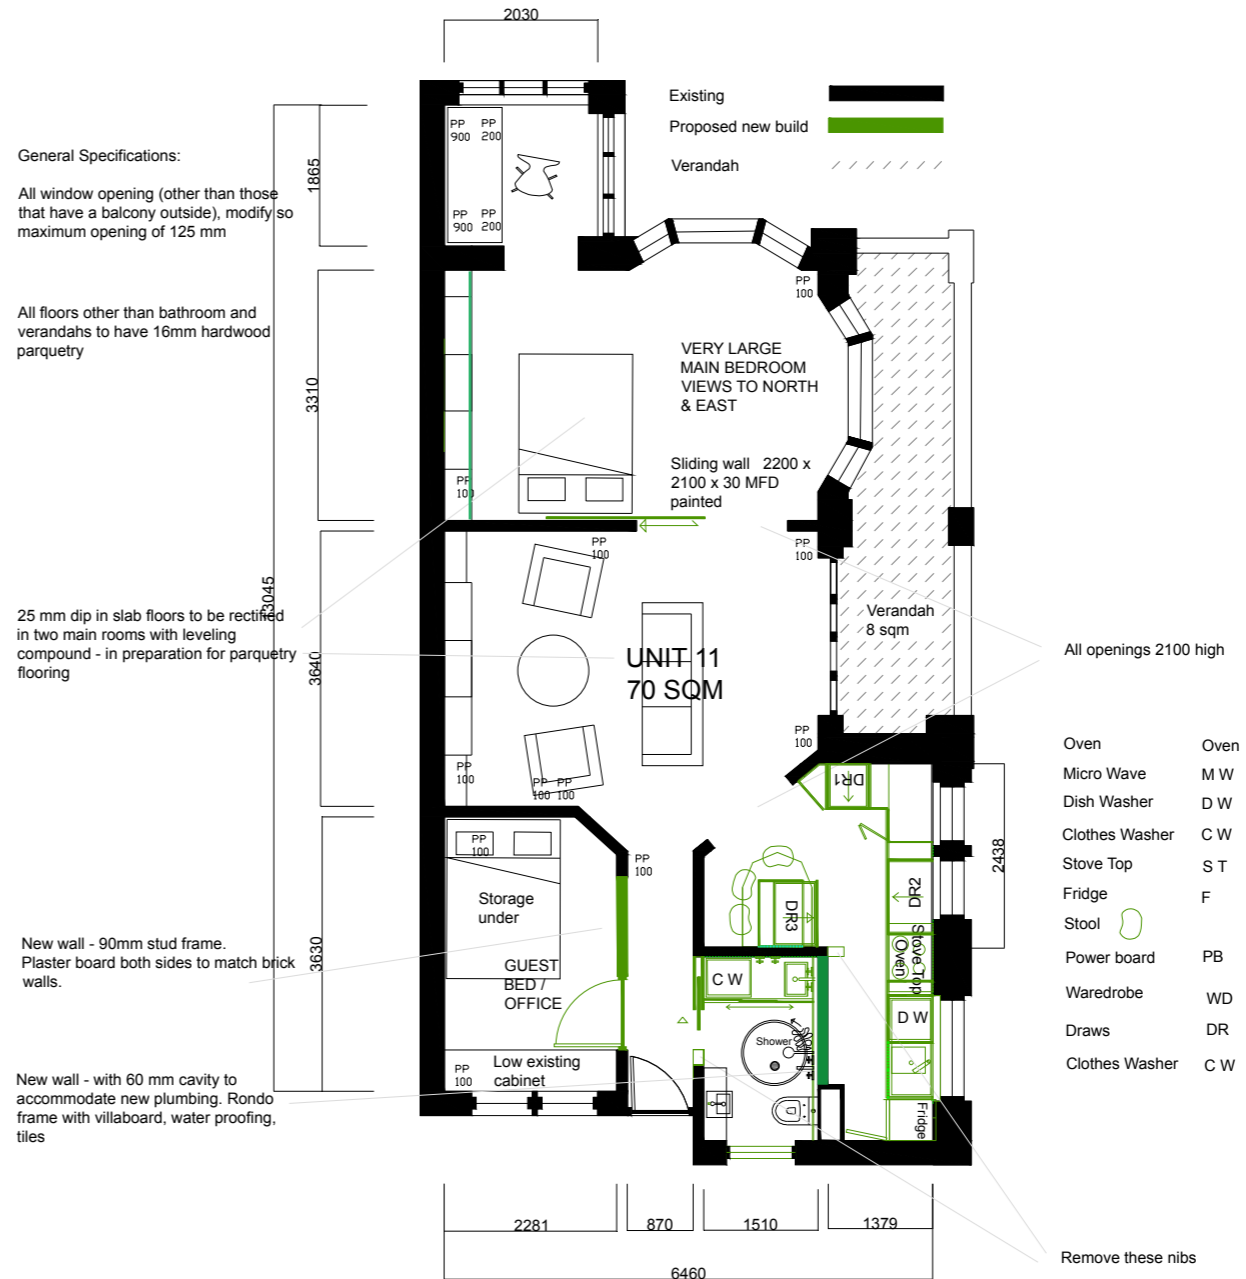 2030
Existing
Proposed new build
Verandah
General Specifications:
All window opening (other than those
that have a balcony outside), modify so
maximum opening of 125 mm
All floors other than bathroom and
verandahs to have 16mm hardwood
parquetry
25 mm dip in slab floors to be rectified
in two main rooms with leveling
compound - in preparation for parquetry
flooring
New wall - 90mm stud frame.
Plaster board both sides to match brick
walls.
New wall - with 60 mm cavity to
accommodate new plumbing. Rondo
frame with villaboard, water proofing,
tiles
1865
3310
13045
3640
3630
PP PP
900 200
PP PP
900 200
PP
100
VERY LARGE
MAIN BEDROOM
VIEWS TO NORTH
& EAST
Sliding wall 2200 x
2100 x 30 MFD
painted
PP
100
PP
100
PP
100
Verandah
8 sqm
UNIT 11
70 SQM
PP
100
PP
100
PP PP
100 100
DR1
PP
100
PP
100
Storage
under
GUEST
BED /
OFFICE
DR2
DR3
Stove Top
Oven
C W
D W
Shower
PP
100
Low existing
cabinet
Fridge
2438
All openings 2100 high
Oven Oven
Micro Wave M W
Dish Washer D W
Clothes Washer C W
Stove Top S T
Fridge F
Stool
Power board PB
Waredrobe WD
Draws DR
Clothes Washer C W
2281
870
1510
1379
6460
Remove these nibs